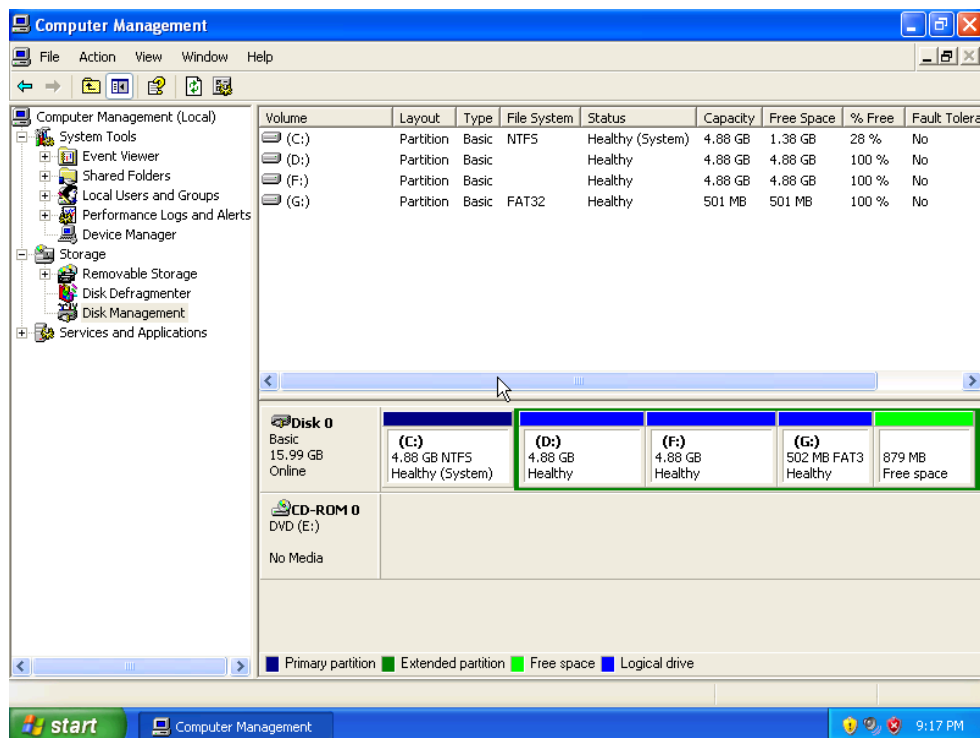 Computer Management
File Action View Window Help
Computer Management (Local)
System Tools
Event Viewer
Shared Folders
Local Users and Groups
Performance Logs and Alerts
Device Manager
Storage
Removable Storage
Disk Defragmenter
Disk Management
Services and Applications
Volume Layout Type File System Status Capacity Free Space % Free Fault Tolera
(C:) Partition Basic NTFS Healthy (System) 4.88 GB 1.38 GB 28 % No
(D:) Partition Basic Healthy 4.88 GB 4.88 GB 100 % No
(F:) Partition Basic Healthy 4.88 GB 4.88 GB 100 % No
(G:) Partition Basic FAT32 Healthy 501 MB 501 MB 100 % No
Disk 0
Basic
15.99 GB
Online
(C:)
4.88 GB NTFS
Healthy (System)
(D:)
4.88 GB
Healthy
(F:)
4.88 GB
Healthy
(G:)
502 MB FAT3
Healthy
879 MB
Free space
CD-ROM 0
DVD (E:)
No Media
Primary partition Extended partition Free space Logical drive
start Computer Management 9:17 PM